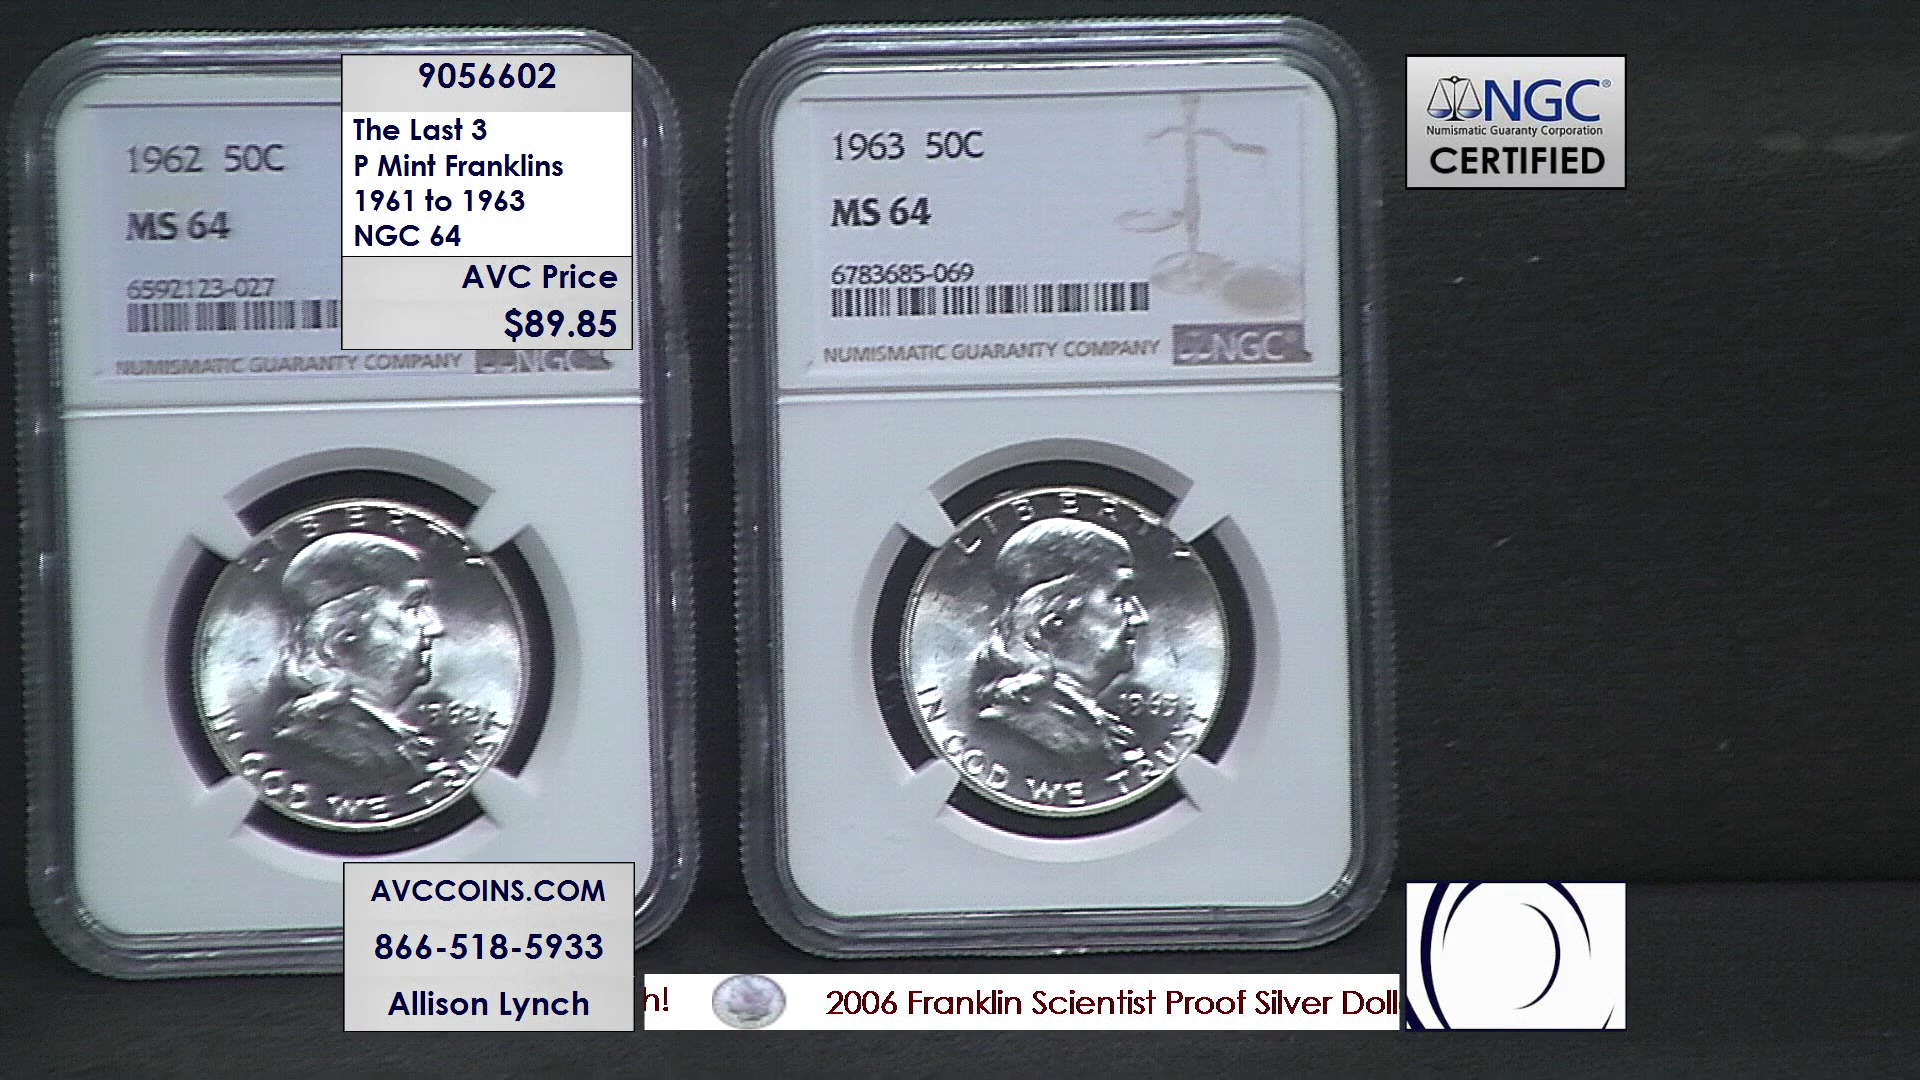 9056602
The Last 3
P Mint Franklins
1961 to 1963
NGC 64
AVC Price
$89.85
1962 50C
MS 64
6592123-027
NUMISMATIC GUARANTY COMPANY NGC
LIBERTY
1962
IN GOD WE TRUST
1963 50C
MS 64
6783685-069
NUMISMATIC GUARANTY COMPANY NGC
LIBERTY
1963
IN GOD WE TRUST
NGC®
Numismatic Guaranty Corporation
CERTIFIED
AVCCOINS.COM
866-518-5933
Allison Lynch
h! 2006 Franklin Scientist Proof Silver Doll